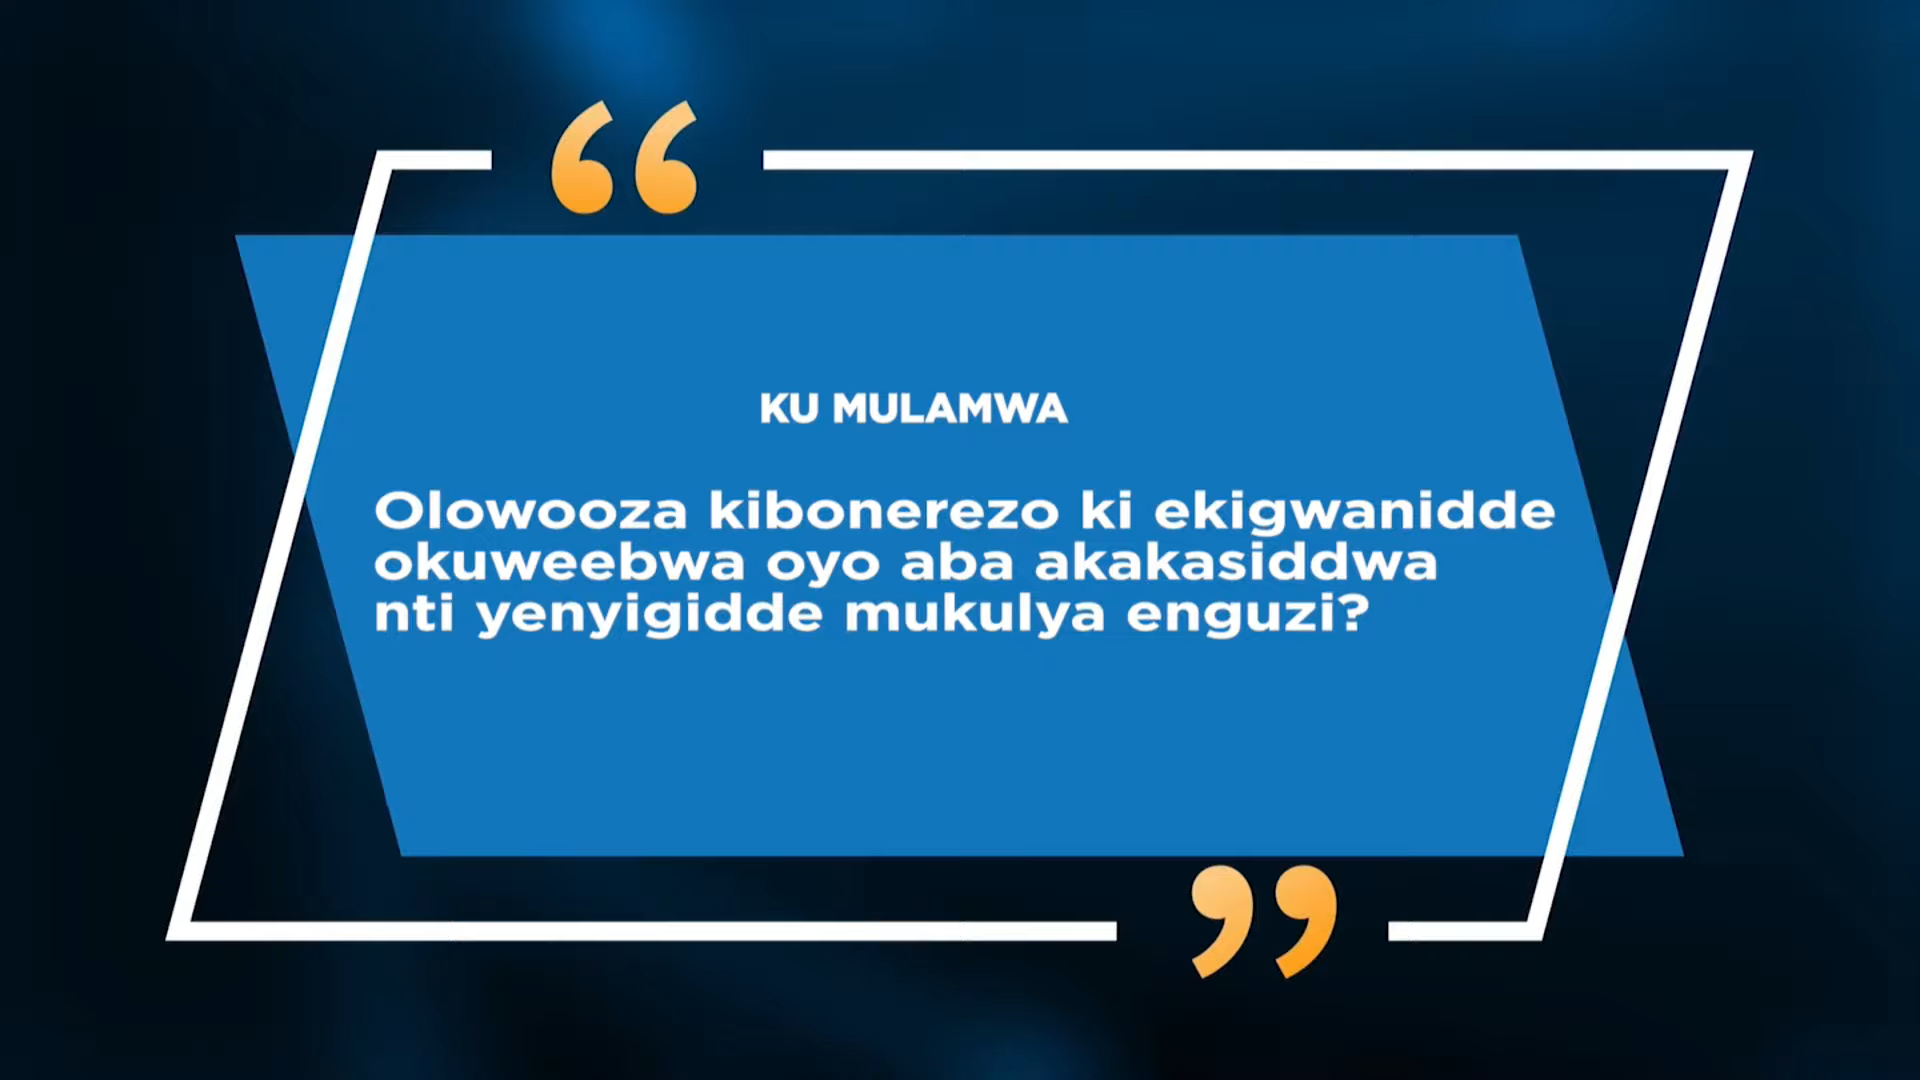 KU MULAMWA
Olowooza kibonerezo ki ekigwanidde
okuweebwa oyo aba akakasiddwa
nti yenyigidde mukulya enguzi?